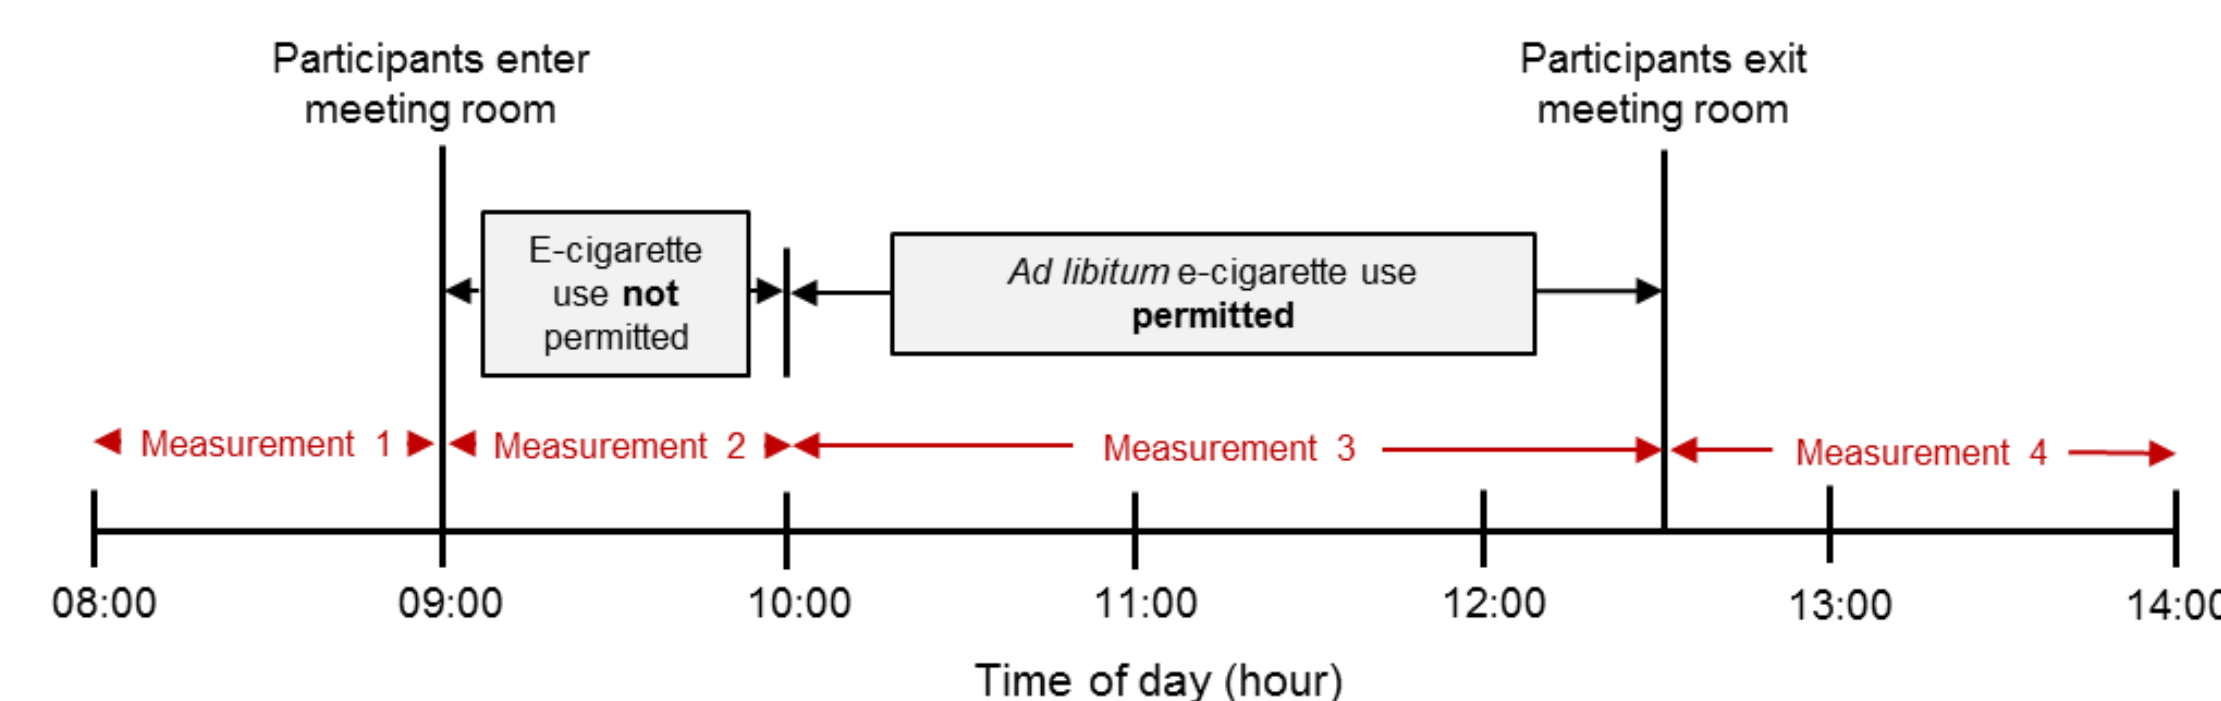 Participants enter
meeting room
Participants exit
meeting room
E-cigarette
use not
permitted
Ad libitum e-cigarette use
permitted
Measurement 1
Measurement 2
Measurement 3
Measurement 4
08:00
09:00
10:00
11:00
12:00
13:00
14:00
Time of day (hour)